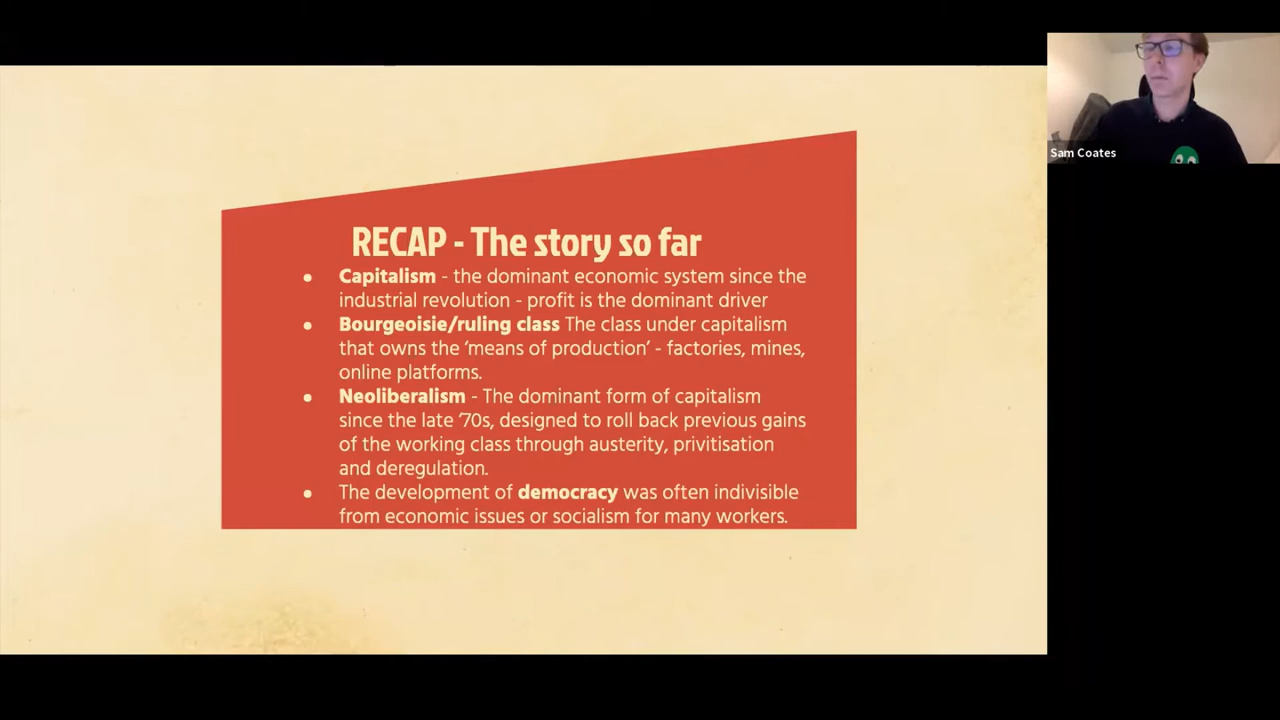 RECAP - The story so far
● Capitalism - the dominant economic system since the
industrial revolution - profit is the dominant driver
● Bourgeoisie/ruling class The class under capitalism
that owns the ‘means of production’ - factories, mines,
online platforms.
● Neoliberalism - The dominant form of capitalism
since the late ’70s, designed to roll back previous gains
of the working class through austerity, privitisation
and deregulation.
● The development of democracy was often indivisible
from economic issues or socialism for many workers.
Sam Coates